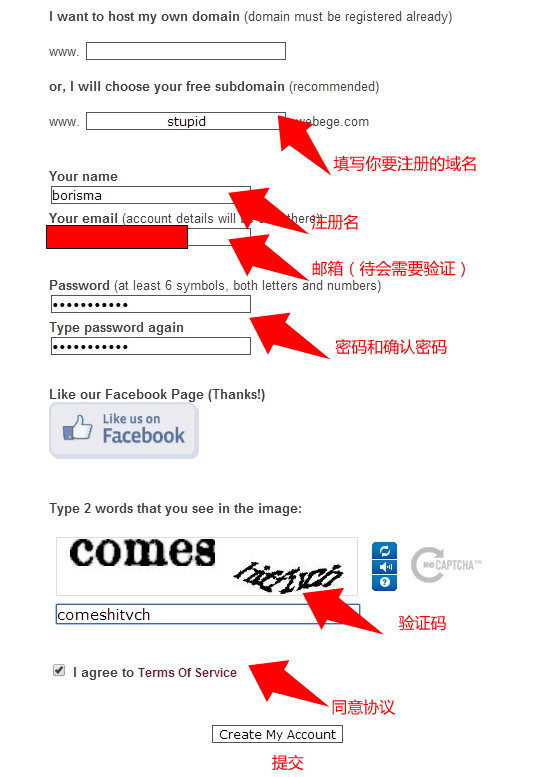 I want to host my own domain (domain must be registered already)
www.
or, I will choose your free subdomain (recommended)
www. stupid webege.com
填写你要注册的域名
Your name
borisma
Your email (account details will be there))
注册名
邮箱（待会需要验证）
Password (at least 6 symbols, both letters and numbers)
•••••••••••
Type password again
•••••••••••
密码和确认密码
Like our Facebook Page (Thanks!)
Like us on
Facebook
Type 2 words that you see in the image:
comes
reCAPTCHA™
comeshitvch
验证码
I agree to Terms Of Service
同意协议
Create My Account
提交